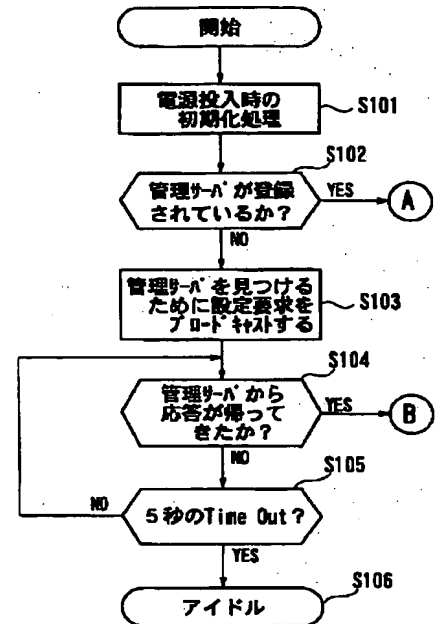 開始
電源投入時の
初期化処理
S101
S102
管理ｻｰﾊﾞが登録
されているか？
YES
A
NO
管理ｻｰﾊﾞを見つける
ために設定要求を
ﾌﾞﾛｰﾄﾞｷｬｽﾄする
S103
S104
管理ｻｰﾊﾞから
応答が帰って
きたか？
YES
B
NO
S105
NO
５秒のTime Out？
YES
S106
アイドル